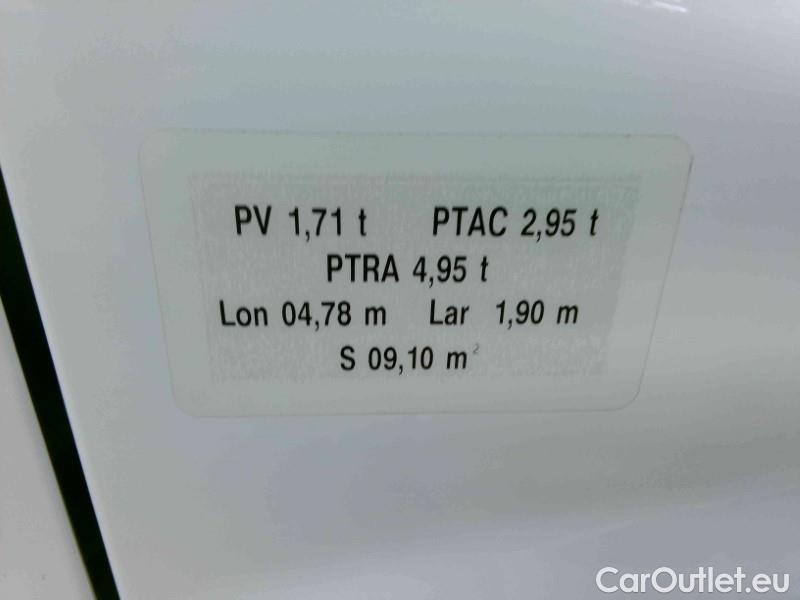 PV 1,71 t PTAC 2,95 t
PTRA 4,95 t
Lon 04,78 m Lar 1,90 m
S 09,10 m²
CarOutlet.eu